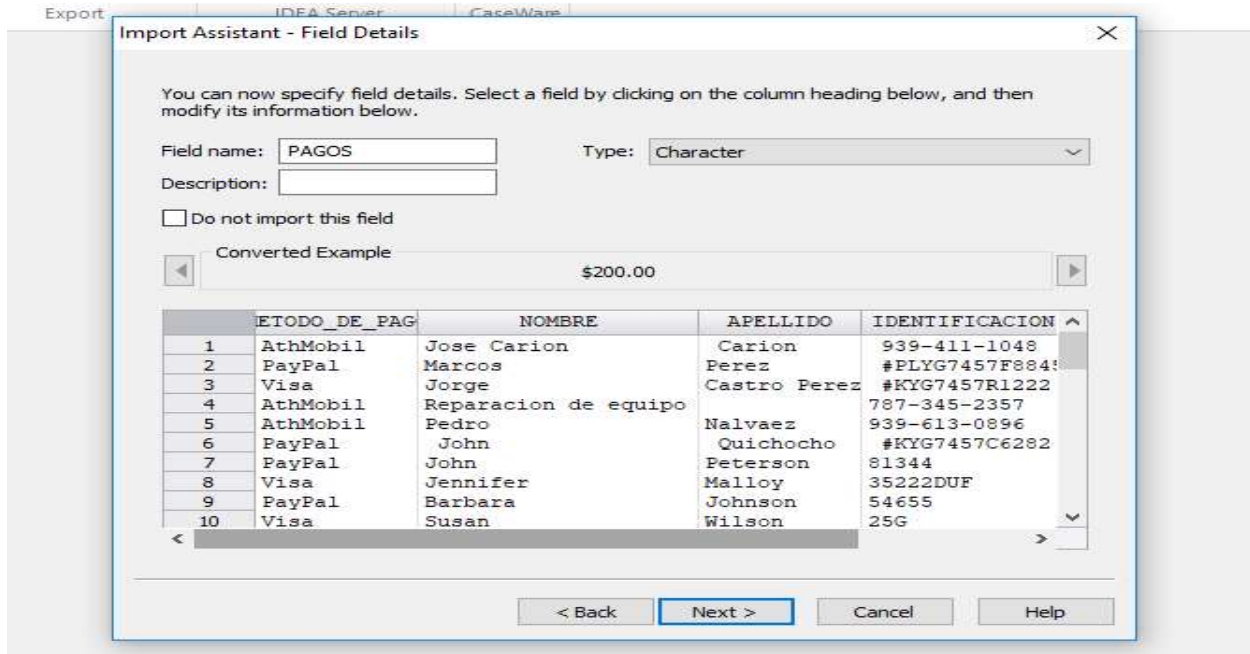 Export IDEA Server CaseWare
Import Assistant - Field Details
You can now specify field details. Select a field by clicking on the column heading below, and then
modify its information below.
Field name: PAGOS Type: Character
Description:
Do not import this field
Converted Example
$200.00
ETODO_DE_PAG NOMBRE APELLIDO IDENTIFICACION
1 AthMobil Jose Carion Carion 939-411-1048
2 PayPal Marcos Perez #PLYG7457F8845
3 Visa Jorge Castro Perez #KYG7457R1222
4 AthMobil Reparacion de equipo 787-345-2357
5 AthMobil Pedro Nalvaez 939-613-0896
6 PayPal John Quichocho #KYG7457C6282
7 PayPal John Peterson 81344
8 Visa Jennifer Malloy 35222DUF
9 PayPal Barbara Johnson 54655
10 Visa Susan Wilson 25G
< Back Next > Cancel Help